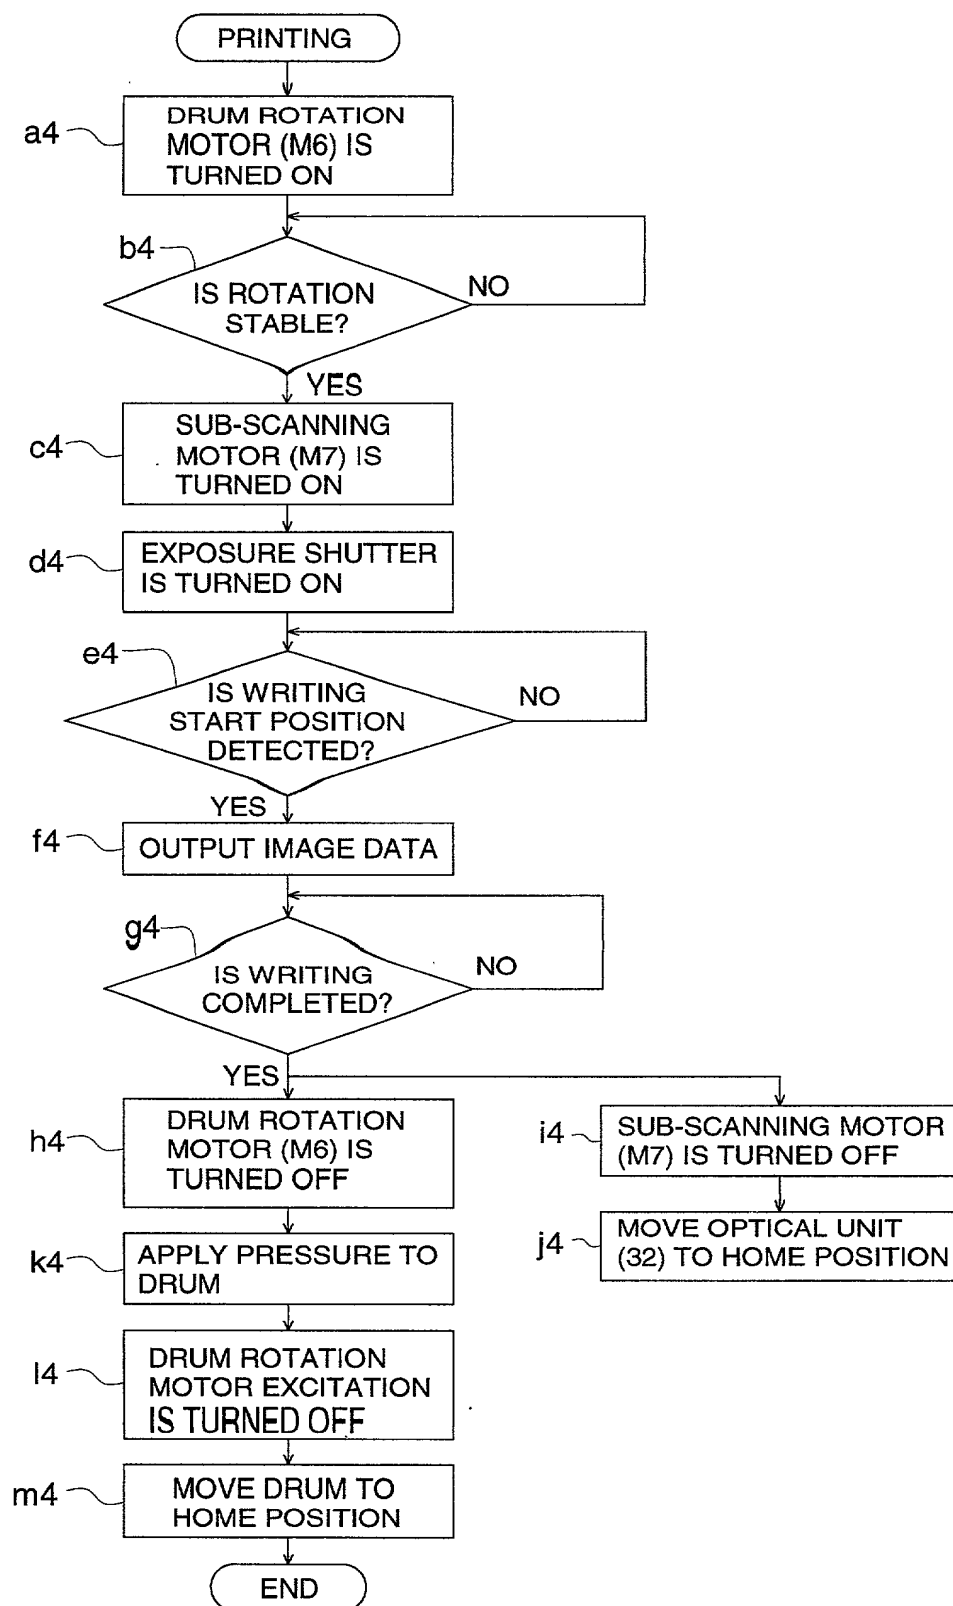 PRINTING
a4
DRUM ROTATION
MOTOR (M6) IS
TURNED ON
b4
IS ROTATION
STABLE?
NO
YES
c4
SUB-SCANNING
MOTOR (M7) IS
TURNED ON
d4
EXPOSURE SHUTTER
IS TURNED ON
e4
IS WRITING
START POSITION
DETECTED?
NO
YES
f4
OUTPUT IMAGE DATA
g4
IS WRITING
COMPLETED?
NO
YES
h4
DRUM ROTATION
MOTOR (M6) IS
TURNED OFF
i4
SUB-SCANNING MOTOR
(M7) IS TURNED OFF
j4
MOVE OPTICAL UNIT
(32) TO HOME POSITION
k4
APPLY PRESSURE TO
DRUM
l4
DRUM ROTATION
MOTOR EXCITATION
IS TURNED OFF
m4
MOVE DRUM TO
HOME POSITION
END